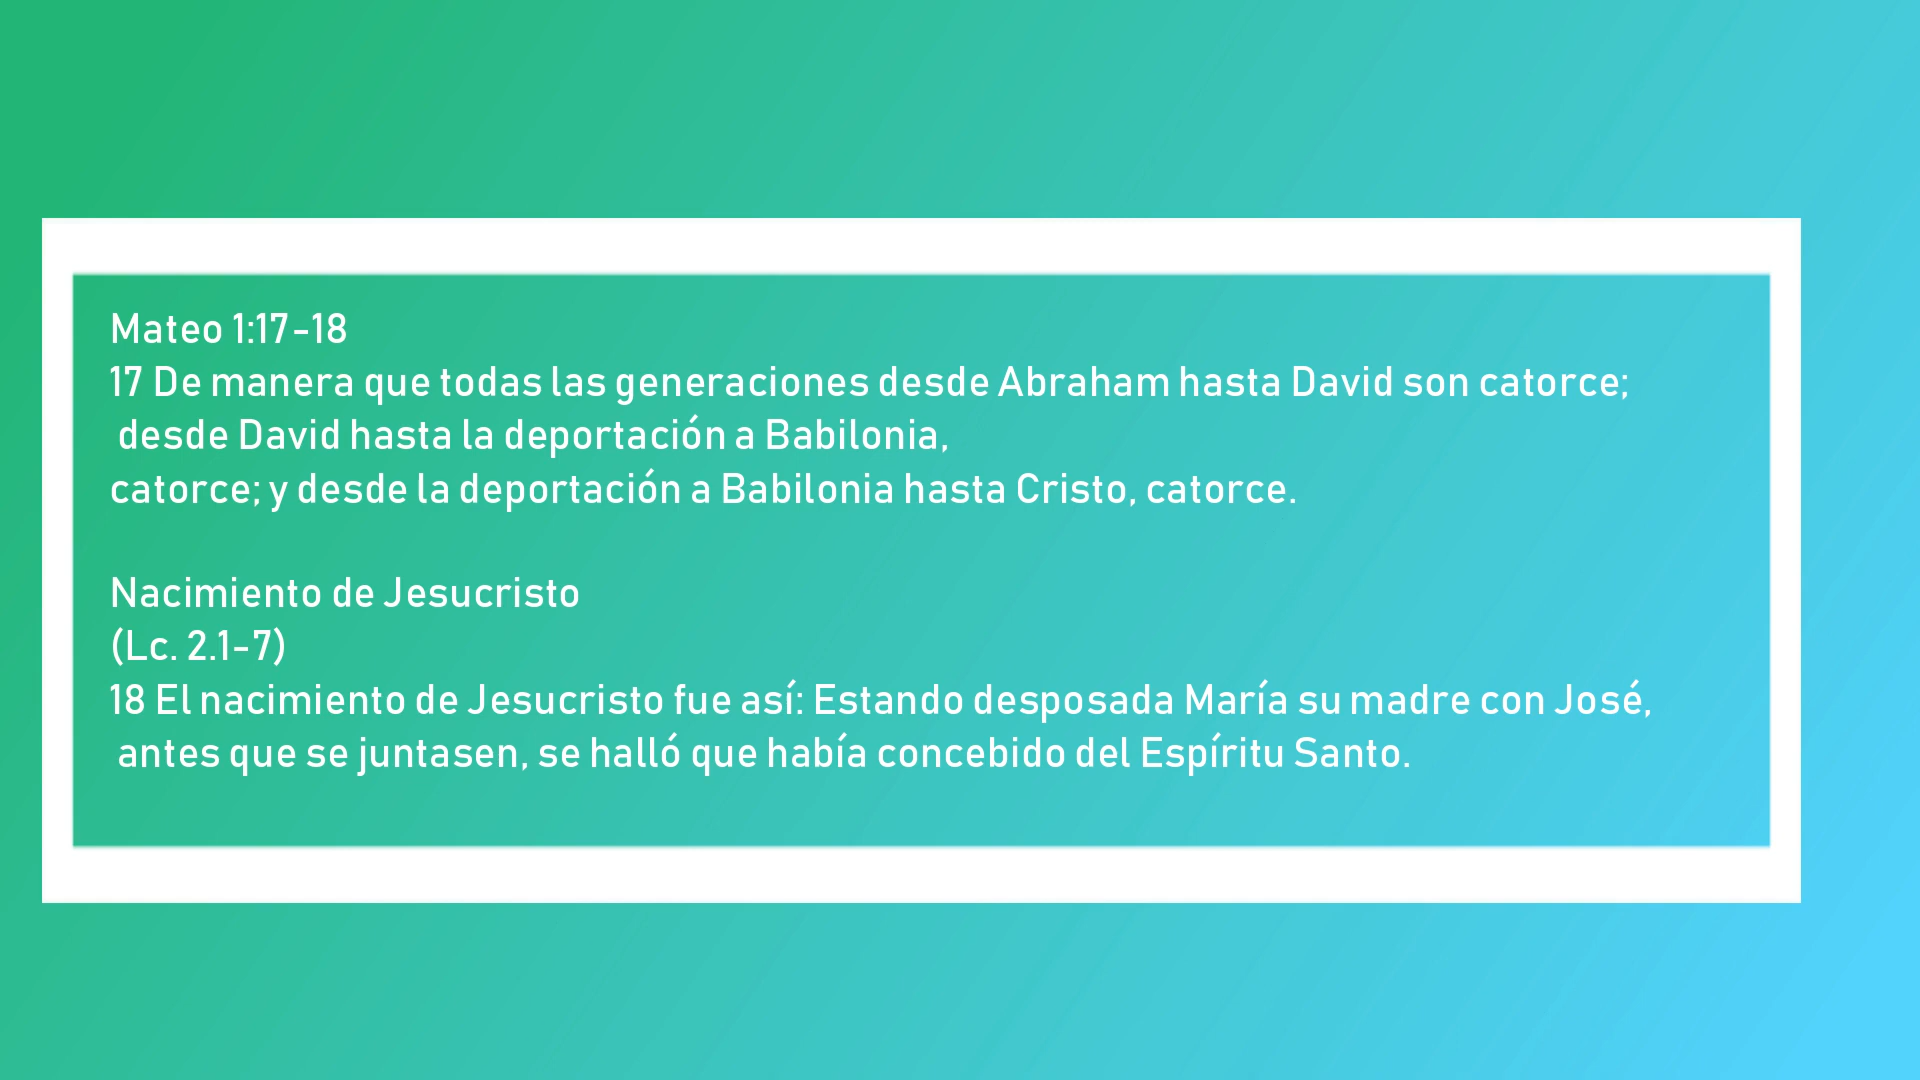 Mateo 1:17-18
17 De manera que todas las generaciones desde Abraham hasta David son catorce;
desde David hasta la deportación a Babilonia,
catorce; y desde la deportación a Babilonia hasta Cristo, catorce.
Nacimiento de Jesucristo
(Lc. 2.1-7)
18 El nacimiento de Jesucristo fue así: Estando desposada María su madre con José,
antes que se juntasen, se halló que había concebido del Espíritu Santo.